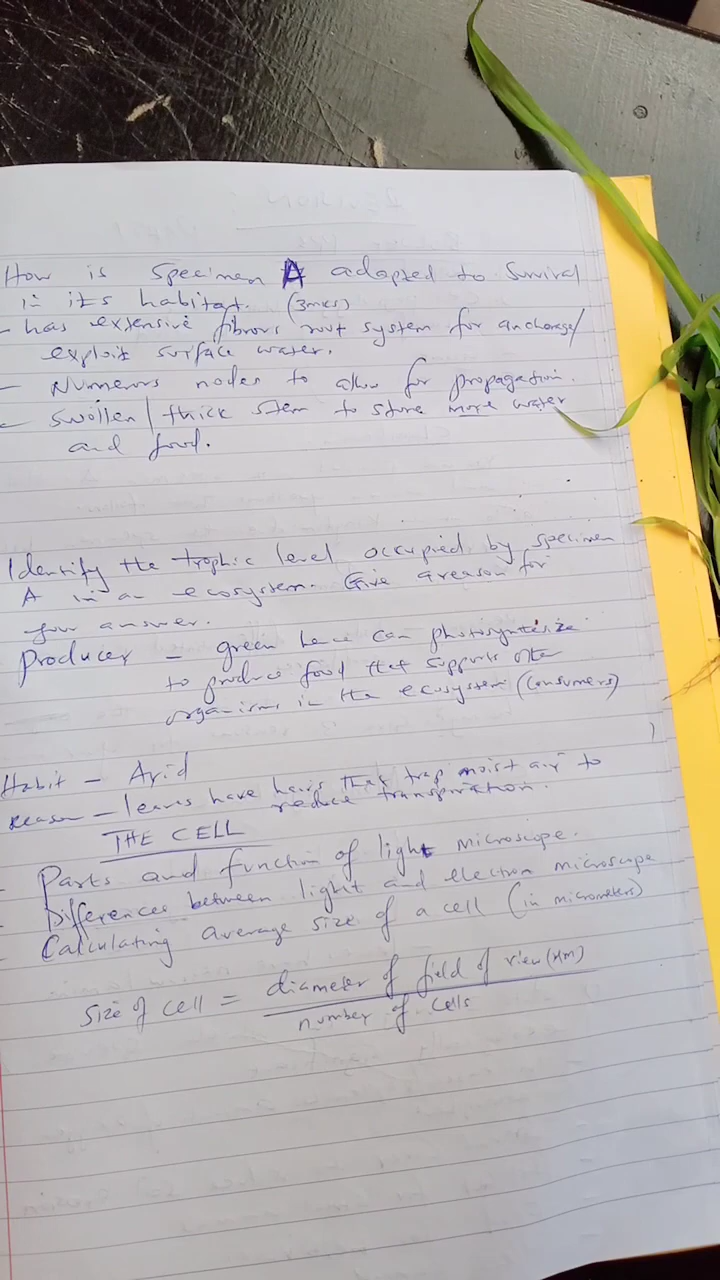 How is specimen A adapted to survival
in its habitat. (3mks)
- has extensive fibrous root system for anchorage/
exploit surface water.
- Numerous nodes to allow for propagation.
- Swollen/thick stem to store more water
and food.
Identify the trophic level occupied by specimen
A in an ecosystem. Give a reason for
your answer.
Producer - green hence can photosynthesize
to produce food that supports other
organisms in the ecosystem (consumers)
Habit - Arid
Reason - leaves have hairs that trap moist air to
reduce transpiration.
THE CELL
- Parts and function of light microscope.
- Differences between light and electron microscope
- Calculating average size of a cell (in micrometers)
Size of cell = diameter of field of view (μm)
number of cells